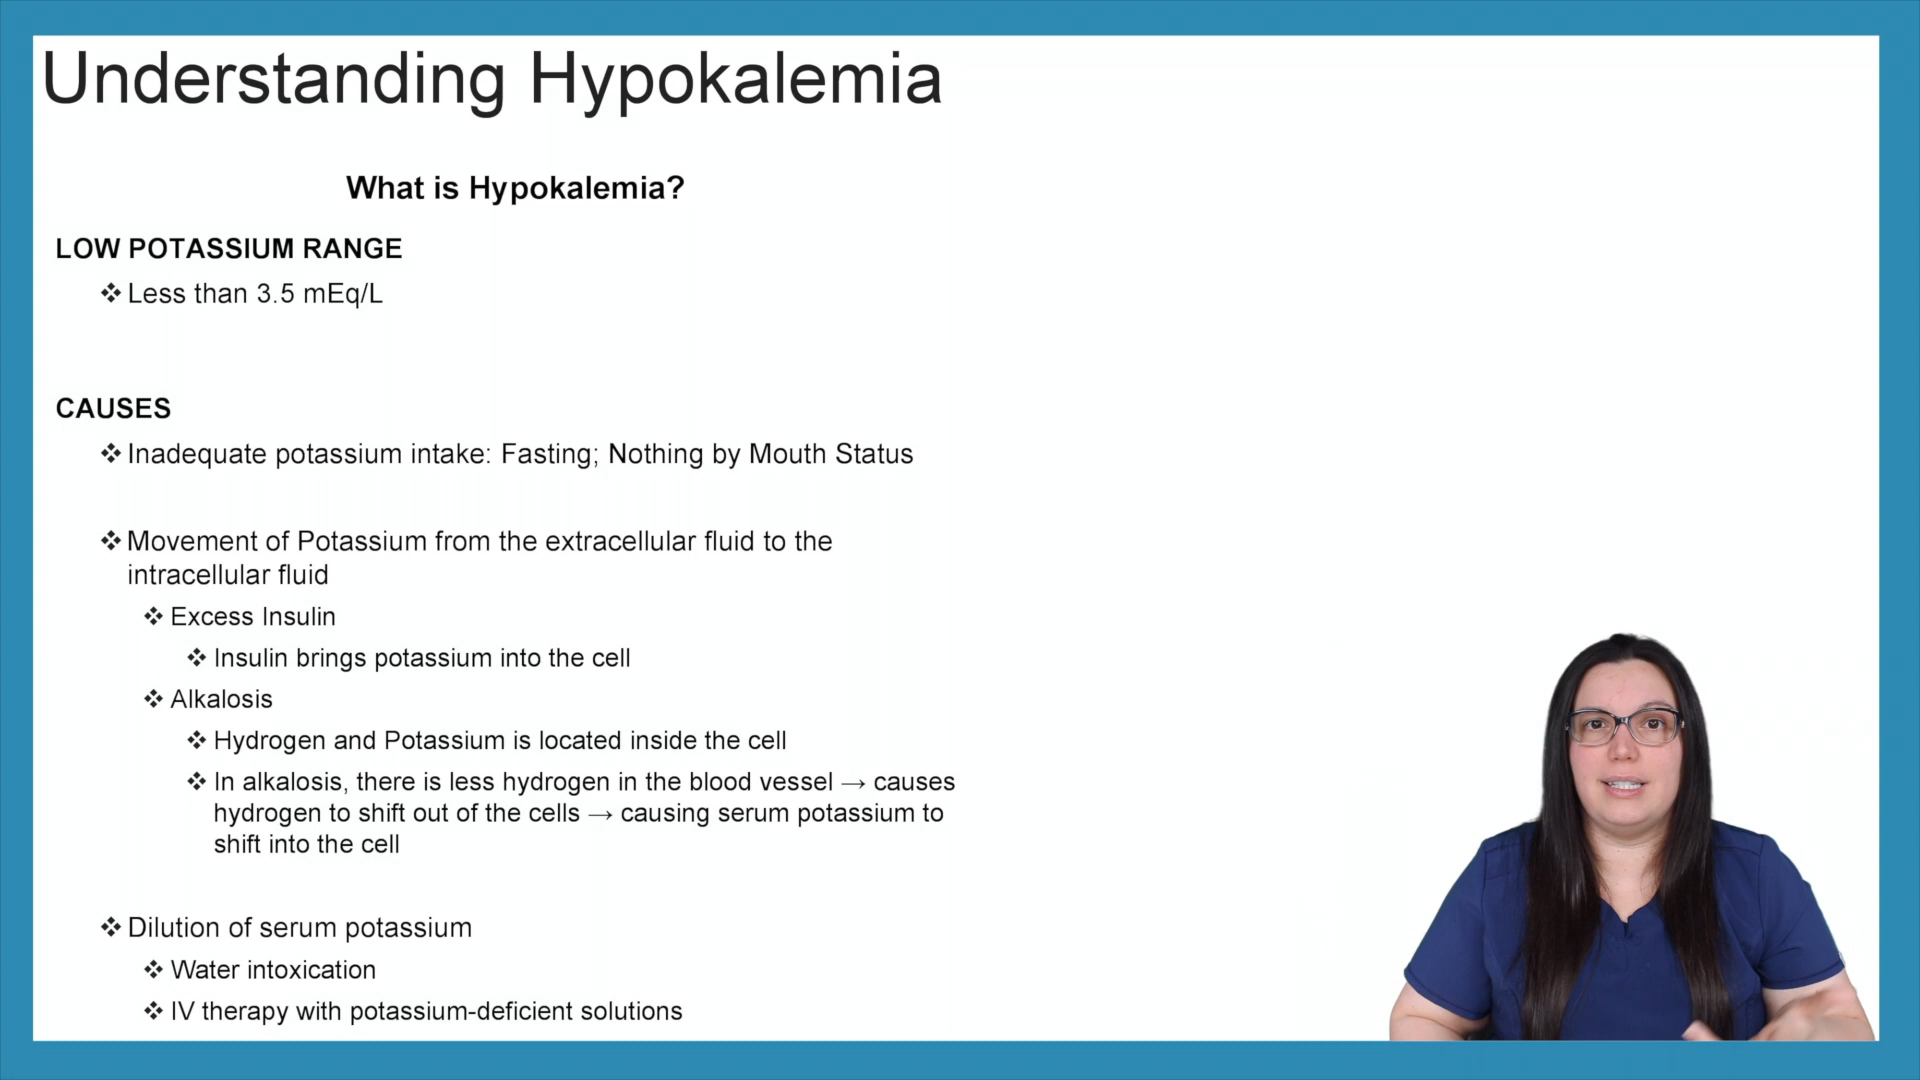 Understanding Hypokalemia
What is Hypokalemia?
LOW POTASSIUM RANGE
❖ Less than 3.5 mEq/L
CAUSES
❖ Inadequate potassium intake: Fasting; Nothing by Mouth Status
❖ Movement of Potassium from the extracellular fluid to the
intracellular fluid
❖ Excess Insulin
❖ Insulin brings potassium into the cell
❖ Alkalosis
❖ Hydrogen and Potassium is located inside the cell
❖ In alkalosis, there is less hydrogen in the blood vessel → causes
hydrogen to shift out of the cells → causing serum potassium to
shift into the cell
❖ Dilution of serum potassium
❖ Water intoxication
❖ IV therapy with potassium-deficient solutions